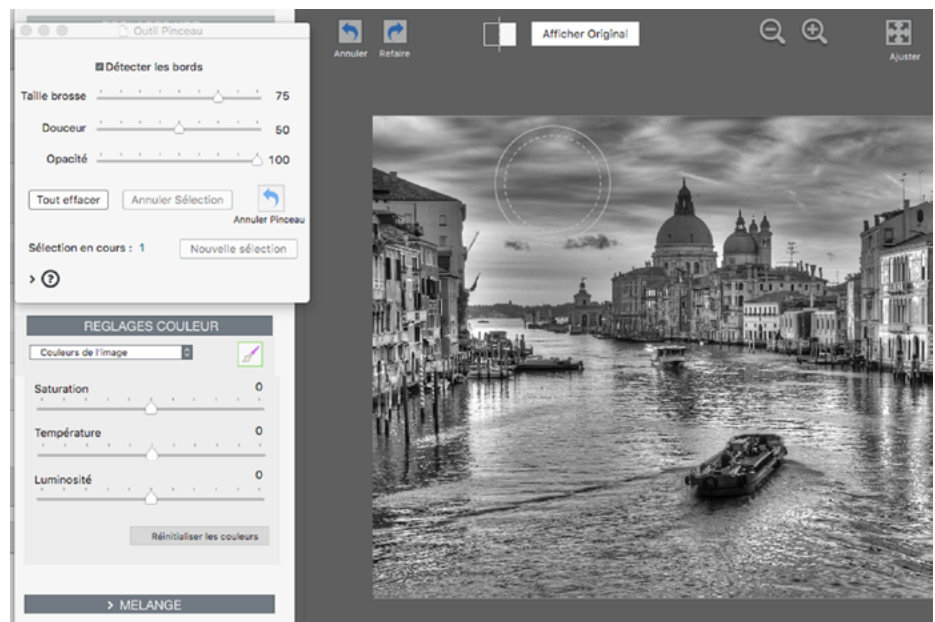 Outil Pinceau
Détecter les bords
Taille brosse 75
Douceur 50
Opacité 100
Tout effacer Annuler Sélection
Annuler Pinceau
Sélection en cours : 1 Nouvelle sélection
> ?
REGLAGES COULEUR
Couleurs de l'image
Saturation 0
Température 0
Luminosité 0
Réinitialiser les couleurs
> MELANGE
Annuler Refaire
Afficher Original
Ajuster